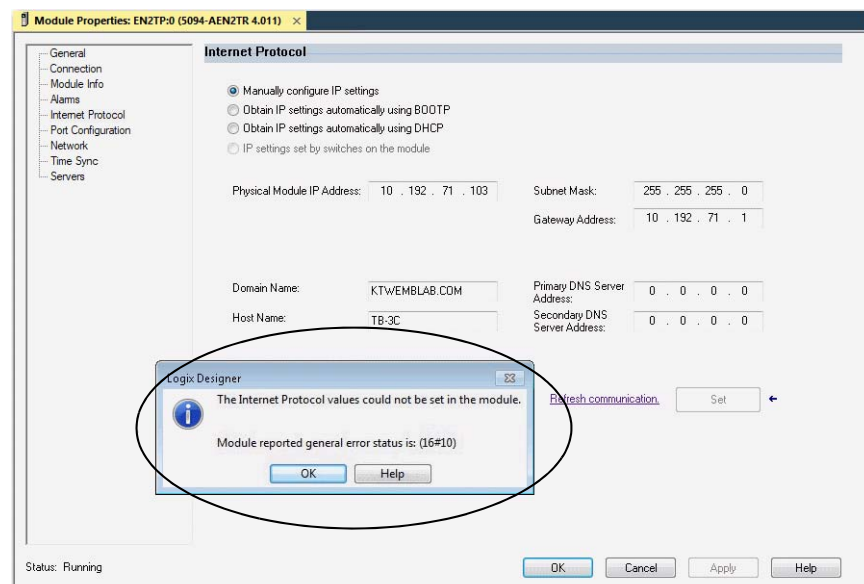 Module Properties: EN2TP:0 (5094-AEN2TR 4.011) ×
General
Connection
Module Info
Alarms
Internet Protocol
Port Configuration
Network
Time Sync
Servers
Internet Protocol
Manually configure IP settings
Obtain IP settings automatically using BOOTP
Obtain IP settings automatically using DHCP
IP settings set by switches on the module
Physical Module IP Address: 10 . 192 . 71 . 103
Subnet Mask: 255 . 255 . 255 . 0
Gateway Address: 10 . 192 . 71 . 1
Domain Name: KTWEMBLAB.COM
Host Name: TB-3C
Primary DNS Server
Address: 0 . 0 . 0 . 0
Secondary DNS
Server Address: 0 . 0 . 0 . 0
Logix Designer
The Internet Protocol values could not be set in the module.
Module reported general error status is: (16#10)
OK Help
Refresh communication. Set
Status: Running
OK Cancel Apply Help